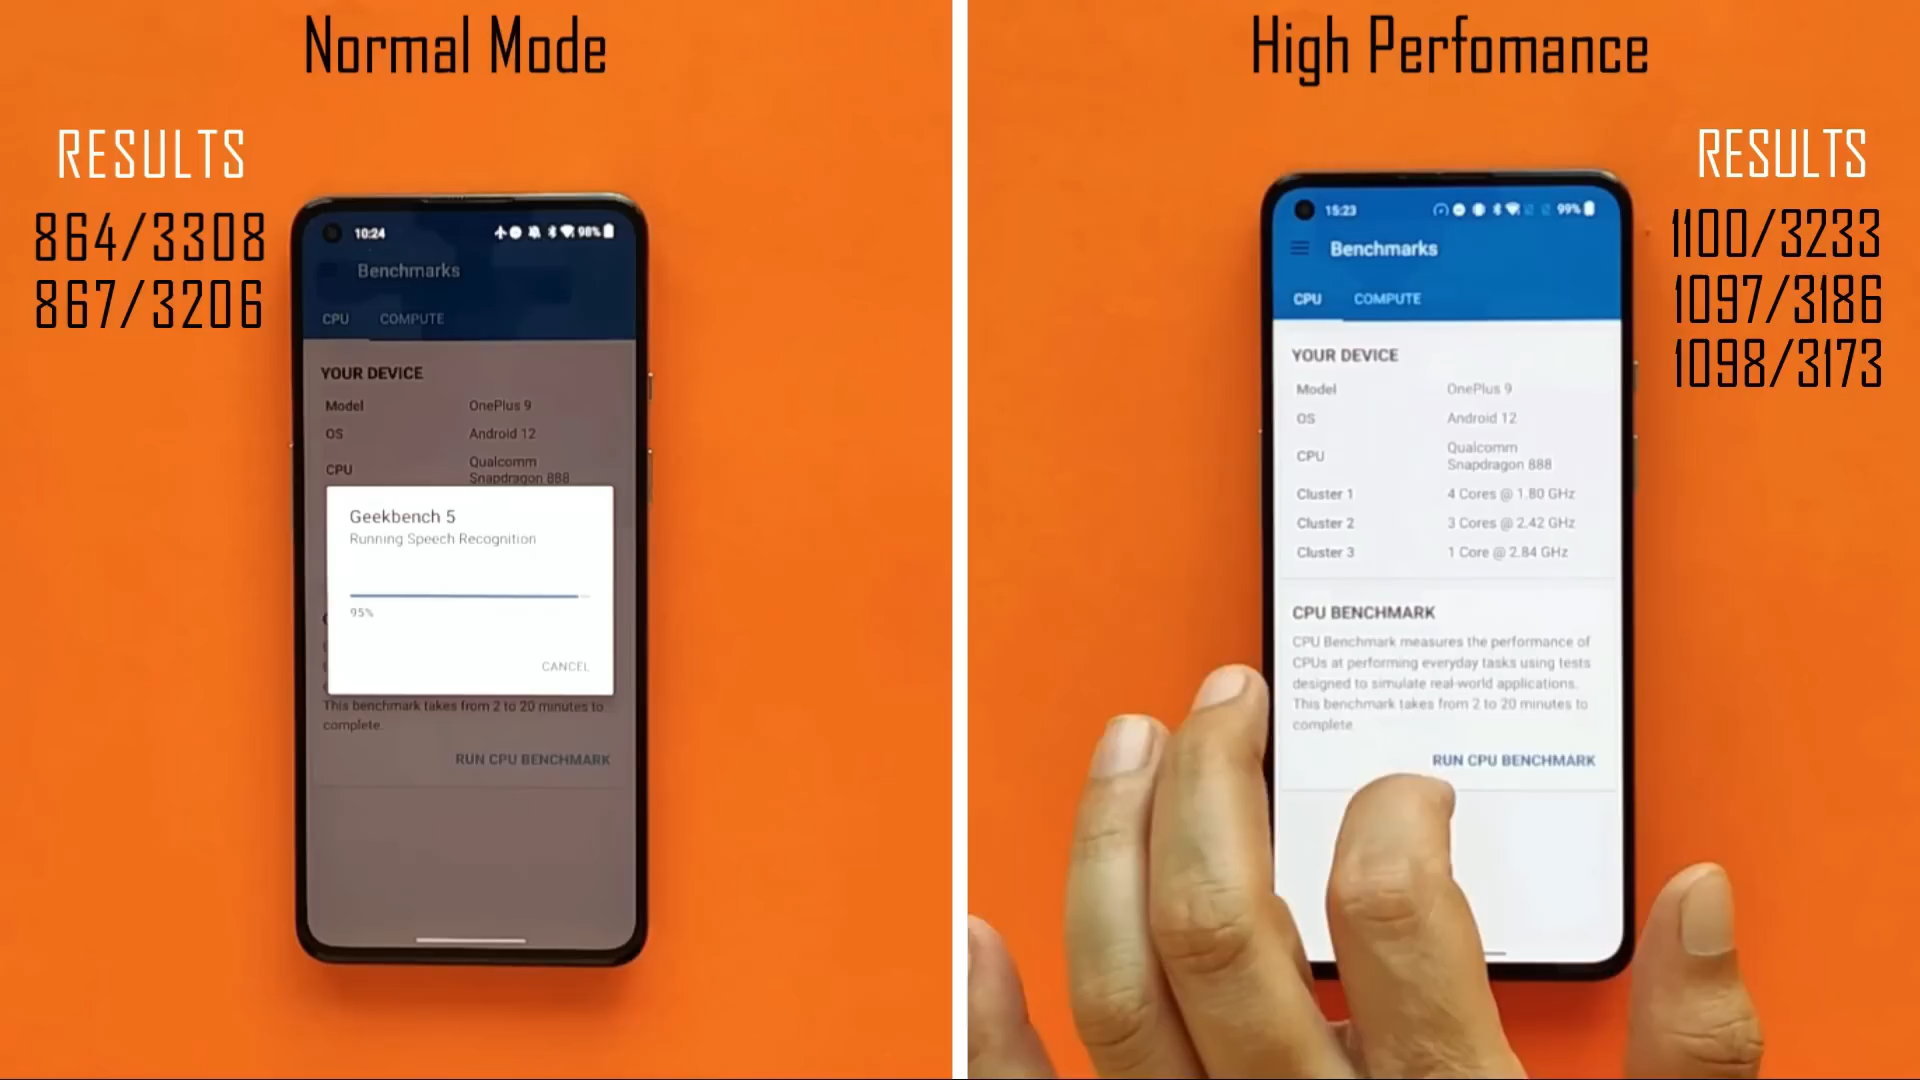 Normal Mode
RESULTS
864/3308
867/3206
10:24
98%
Benchmarks
CPU COMPUTE
YOUR DEVICE
Model OnePlus 9
OS Android 12
CPU Qualcomm
Snapdragon 888
Geekbench 5
Running Speech Recognition
95%
CANCEL
This benchmark takes from 2 to 20 minutes to
complete.
RUN CPU BENCHMARK
High Perfomance
RESULTS
1100/3233
1097/3186
1098/3173
15:23
99%
Benchmarks
CPU COMPUTE
YOUR DEVICE
Model OnePlus 9
OS Android 12
CPU Qualcomm
Snapdragon 888
Cluster 1 4 Cores @ 1.80 GHz
Cluster 2 3 Cores @ 2.42 GHz
Cluster 3 1 Core @ 2.84 GHz
CPU BENCHMARK
CPU Benchmark measures the performance of
CPUs at performing everyday tasks using tests
designed to simulate real-world applications.
This benchmark takes from 2 to 20 minutes to
complete
RUN CPU BENCHMARK